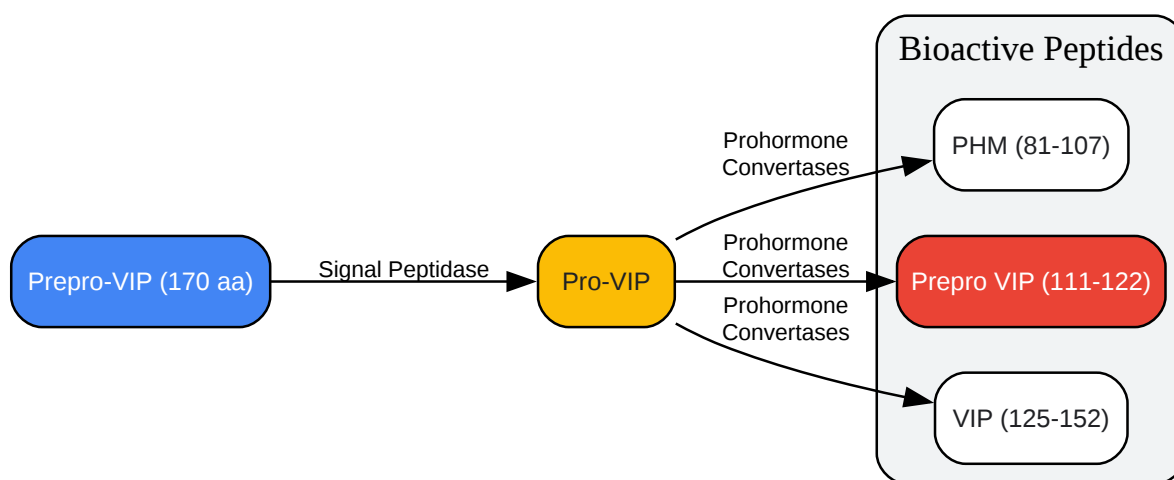 Bioactive Peptides
Prohormone
Convertases
PHM (81-107)
Prepro-VIP (170 aa)
Signal Peptidase
Pro-VIP
Prohormone
Convertases
Prepro VIP (111-122)
Prohormone
Convertases
VIP (125-152)